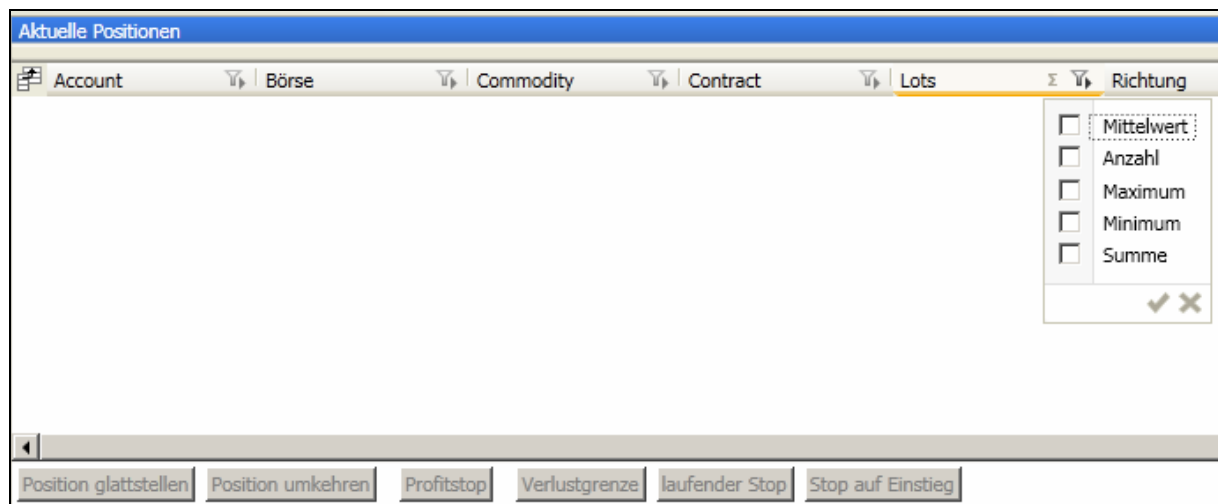 Aktuelle Positionen
Account Börse Commodity Contract Lots Σ Richtung
Mittelwert
Anzahl
Maximum
Minimum
Summe
Position glattstellen Position umkehren Profitstop Verlustgrenze laufender Stop Stop auf Einstieg